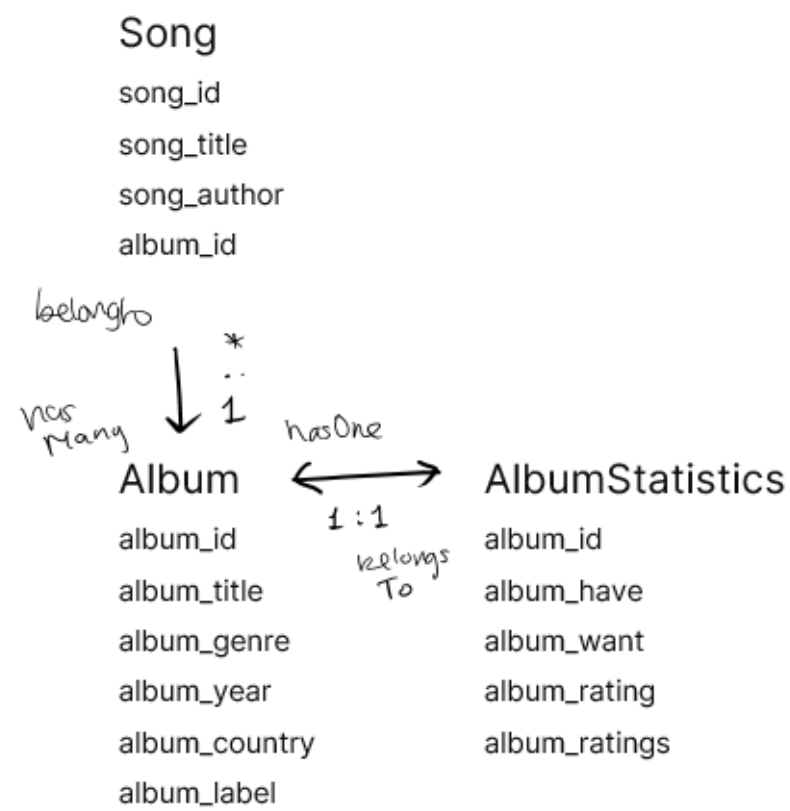 Song
song_id
song_title
song_author
album_id
belongto
*
:
1
has
Many
hasOne
Album
AlbumStatistics
1:1
belongs
To
album_id
album_title
album_genre
album_year
album_country
album_label
album_id
album_have
album_want
album_rating
album_ratings